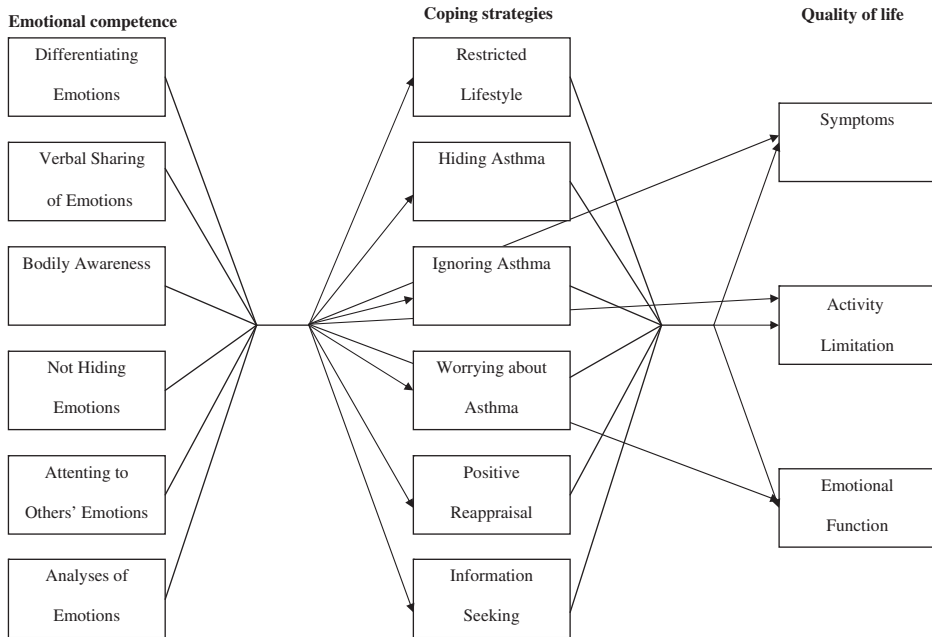 Emotional competence
Differentiating
Emotions
Verbal Sharing
of Emotions
Bodily Awareness
Not Hiding
Emotions
Attenting to
Others' Emotions
Analyses of
Emotions
Coping strategies
Restricted
Lifestyle
Hiding Asthma
Ignoring Asthma
Worrying about
Asthma
Positive
Reappraisal
Information
Seeking
Quality of life
Symptoms
Activity
Limitation
Emotional
Function